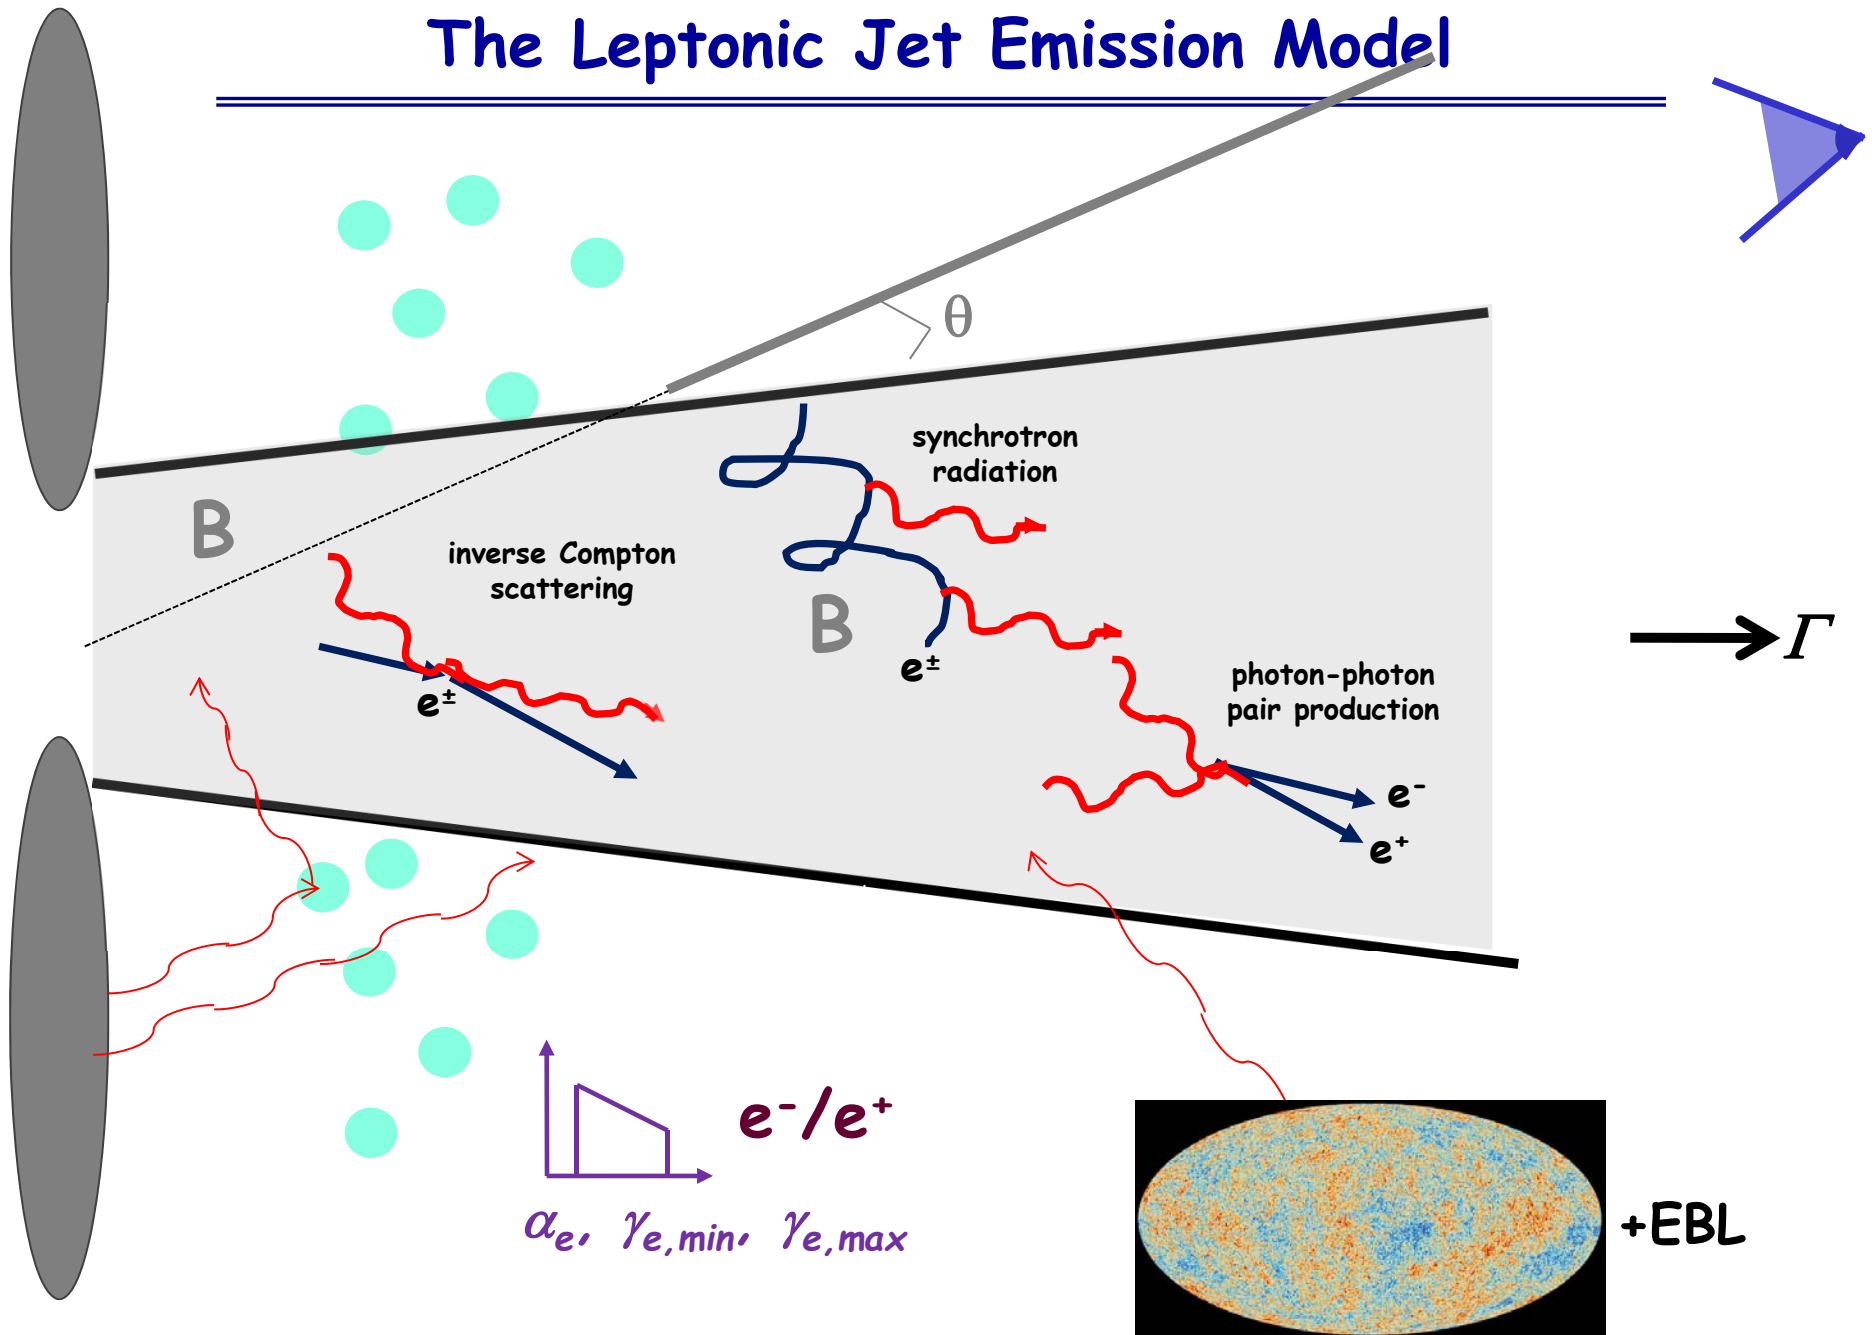 The Leptonic Jet Emission Model
θ
synchrotron
radiation
B
inverse Compton
scattering
B
e±
e±
Γ
photon-photon
pair production
e⁻
e⁺
e⁻/e⁺
αe, γe,min, γe,max
+EBL